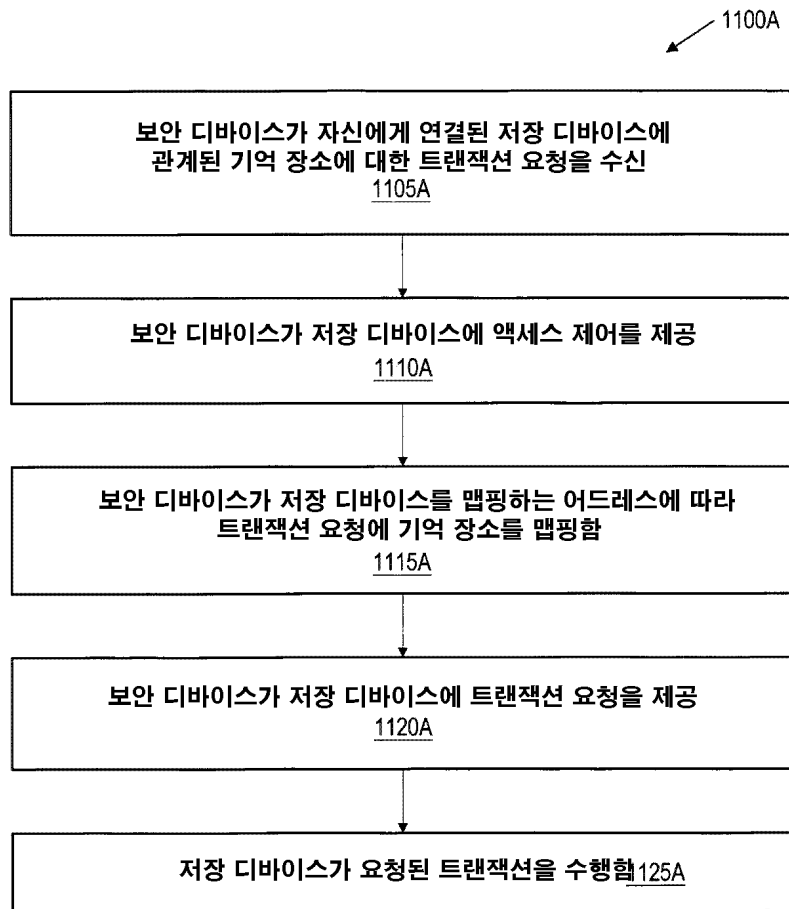 1100A
보안 디바이스가 자신에게 연결된 저장 디바이스에
관계된 기억 장소에 대한 트랜잭션 요청을 수신
1105A
보안 디바이스가 저장 디바이스에 액세스 제어를 제공
1110A
보안 디바이스가 저장 디바이스를 맵핑하는 어드레스에 따라
트랜잭션 요청에 기억 장소를 맵핑함
1115A
보안 디바이스가 저장 디바이스에 트랜잭션 요청을 제공
1120A
저장 디바이스가 요청된 트랜잭션을 수행함 1125A